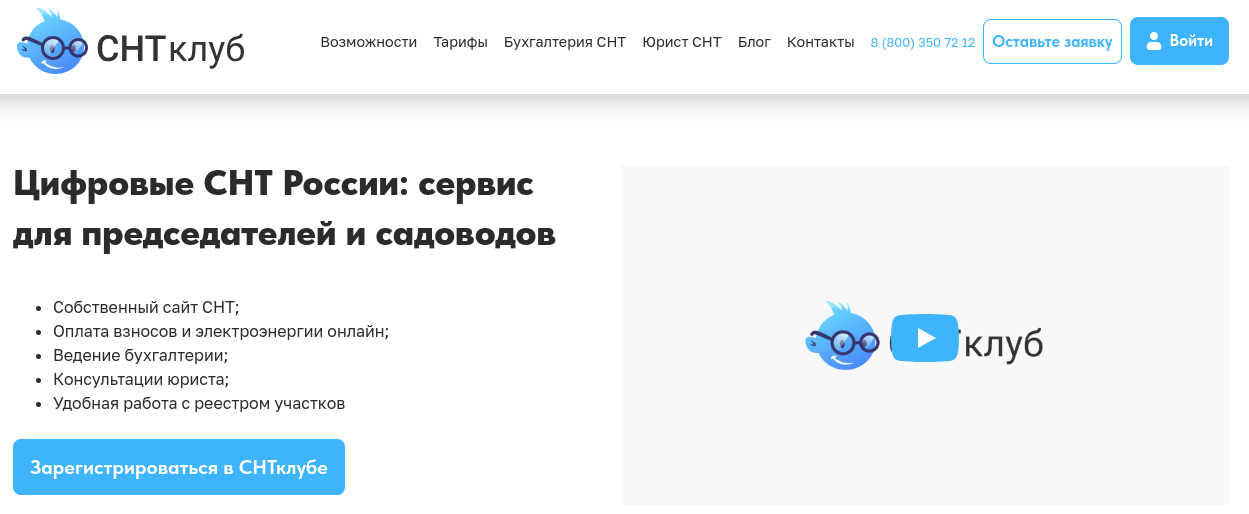 СНТклуб
Возможности Тарифы Бухгалтерия СНТ Юрист СНТ Блог Контакты 8 (800) 350 72 12 Оставьте заявку Войти
Цифровые СНТ России: сервис
для председателей и садоводов
Собственный сайт СНТ;
Оплата взносов и электроэнергии онлайн;
Ведение бухгалтерии;
Консультации юриста;
Удобная работа с реестром участков
Зарегистрироваться в СНТклубе
клуб